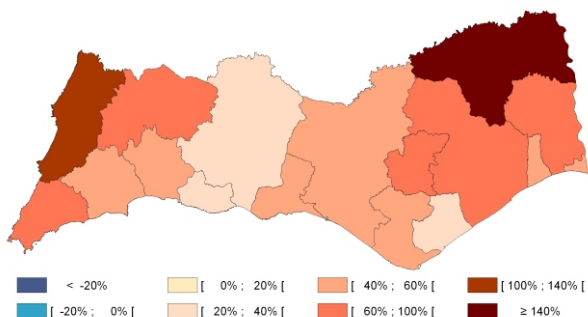 < -20% [ 0% ; 20% [ [ 40% ; 60% [ [ 100% ; 140% [
[ -20% ; 0% [ [ 20% ; 40% [ [ 60% ; 100% [ ≥ 140%